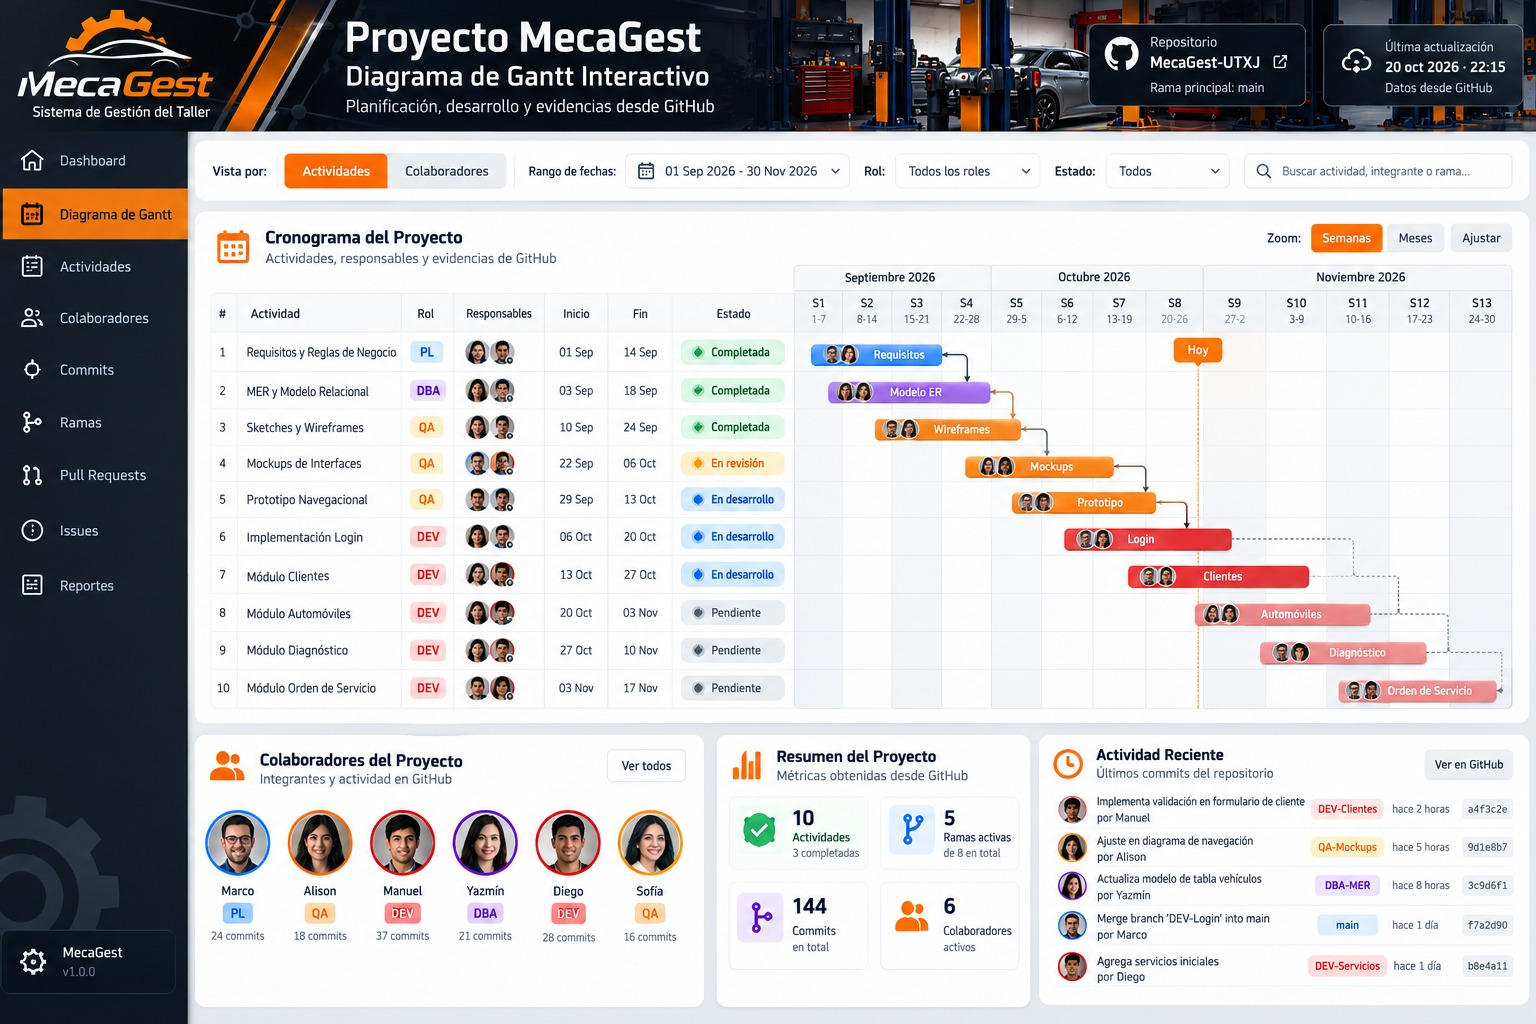 MecaGest
Sistema de Gestión del Taller
Proyecto MecaGest
Diagrama de Gantt Interactivo
Planificación, desarrollo y evidencias desde GitHub
Repositorio
MecaGest-UTXJ
Rama principal: main
Última actualización
20 oct 2026 · 22:15
Datos desde GitHub
Dashboard
Diagrama de Gantt
Actividades
Colaboradores
Commits
Ramas
Pull Requests
Issues
Reportes
MecaGest
v1.0.0
Vista por: Actividades Colaboradores Rango de fechas: 01 Sep 2026 - 30 Nov 2026 Rol: Todos los roles Estado: Todos Buscar actividad, integrante o rama...
Cronograma del Proyecto
Actividades, responsables y evidencias de GitHub
Zoom: Semanas Meses Ajustar
Septiembre 2026 Octubre 2026 Noviembre 2026
# Actividad Rol Responsables Inicio Fin Estado
S1 S2 S3 S4 S5 S6 S7 S8 S9 S10 S11 S12 S13
1-7 8-14 15-21 22-28 29-5 6-12 13-19 20-26 27-2 3-9 10-16 17-23 24-30
Hoy
1 Requisitos y Reglas de Negocio PL 01 Sep 14 Sep Completada Requisitos
2 MER y Modelo Relacional DBA 03 Sep 18 Sep Completada Modelo ER
3 Sketches y Wireframes QA 10 Sep 24 Sep Completada Wireframes
4 Mockups de Interfaces QA 22 Sep 06 Oct En revisión Mockups
5 Prototipo Navegacional QA 29 Sep 13 Oct En desarrollo Prototipo
6 Implementación Login DEV 06 Oct 20 Oct En desarrollo Login
7 Módulo Clientes DEV 13 Oct 27 Oct En desarrollo Clientes
8 Módulo Automóviles DEV 20 Oct 03 Nov Pendiente Automóviles
9 Módulo Diagnóstico DEV 27 Oct 10 Nov Pendiente Diagnóstico
10 Módulo Orden de Servicio DEV 03 Nov 17 Nov Pendiente Orden de Servicio
Colaboradores del Proyecto
Integrantes y actividad en GitHub
Ver todos
Marco Alison Manuel Yazmín Diego Sofía
PL QA DEV DBA DEV QA
24 commits 18 commits 37 commits 21 commits 28 commits 16 commits
Resumen del Proyecto
Métricas obtenidas desde GitHub
10
Actividades
3 completadas
5
Ramas activas
de 8 en total
144
Commits
en total
6
Colaboradores
activos
Actividad Reciente
Últimos commits del repositorio
Ver en GitHub
Implementa validación en formulario de cliente
por Manuel
DEV-Clientes hace 2 horas a4f3c2e
Ajuste en diagrama de navegación
por Alison
QA-Mockups hace 5 horas 9d1e8b7
Actualiza modelo de tabla vehículos
por Yazmín
DBA-MER hace 8 horas 3c9d6f1
Merge branch 'DEV-Login' into main
por Marco
main hace 1 día f7a2d90
Agrega servicios iniciales
por Diego
DEV-Servicios hace 1 día b8e4a11